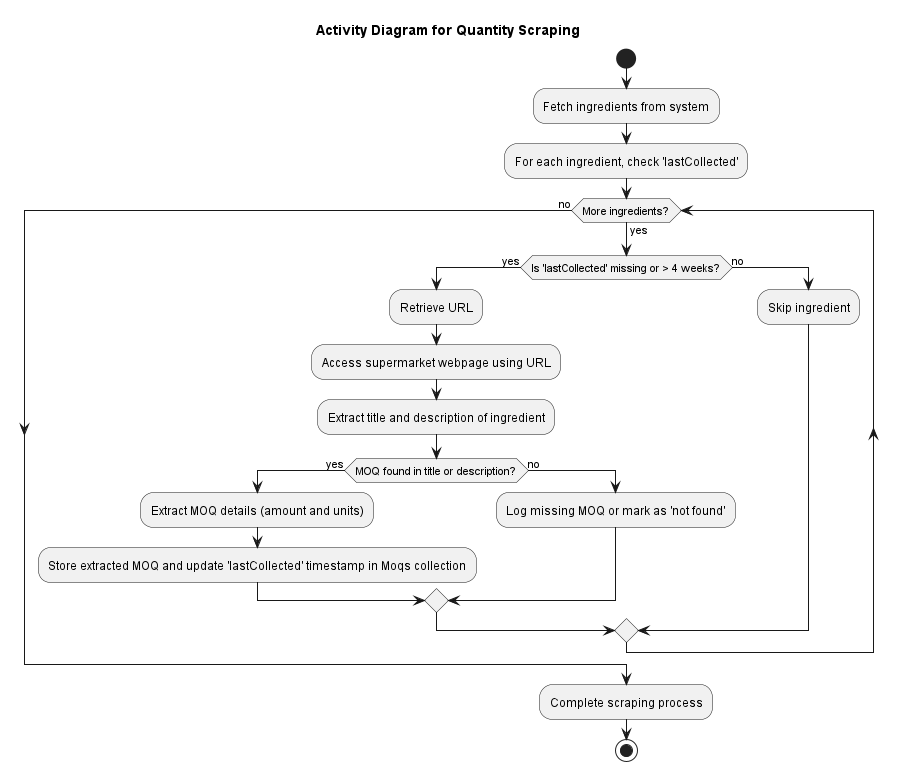 Activity Diagram for Quantity Scraping
Fetch ingredients from system
For each ingredient, check 'lastCollected'
no
More ingredients?
yes
yes
Is 'lastCollected' missing or > 4 weeks?
no
Retrieve URL
Skip ingredient
Access supermarket webpage using URL
Extract title and description of ingredient
yes
MOQ found in title or description?
no
Extract MOQ details (amount and units)
Log missing MOQ or mark as 'not found'
Store extracted MOQ and update 'lastCollected' timestamp in Moqs collection
Complete scraping process